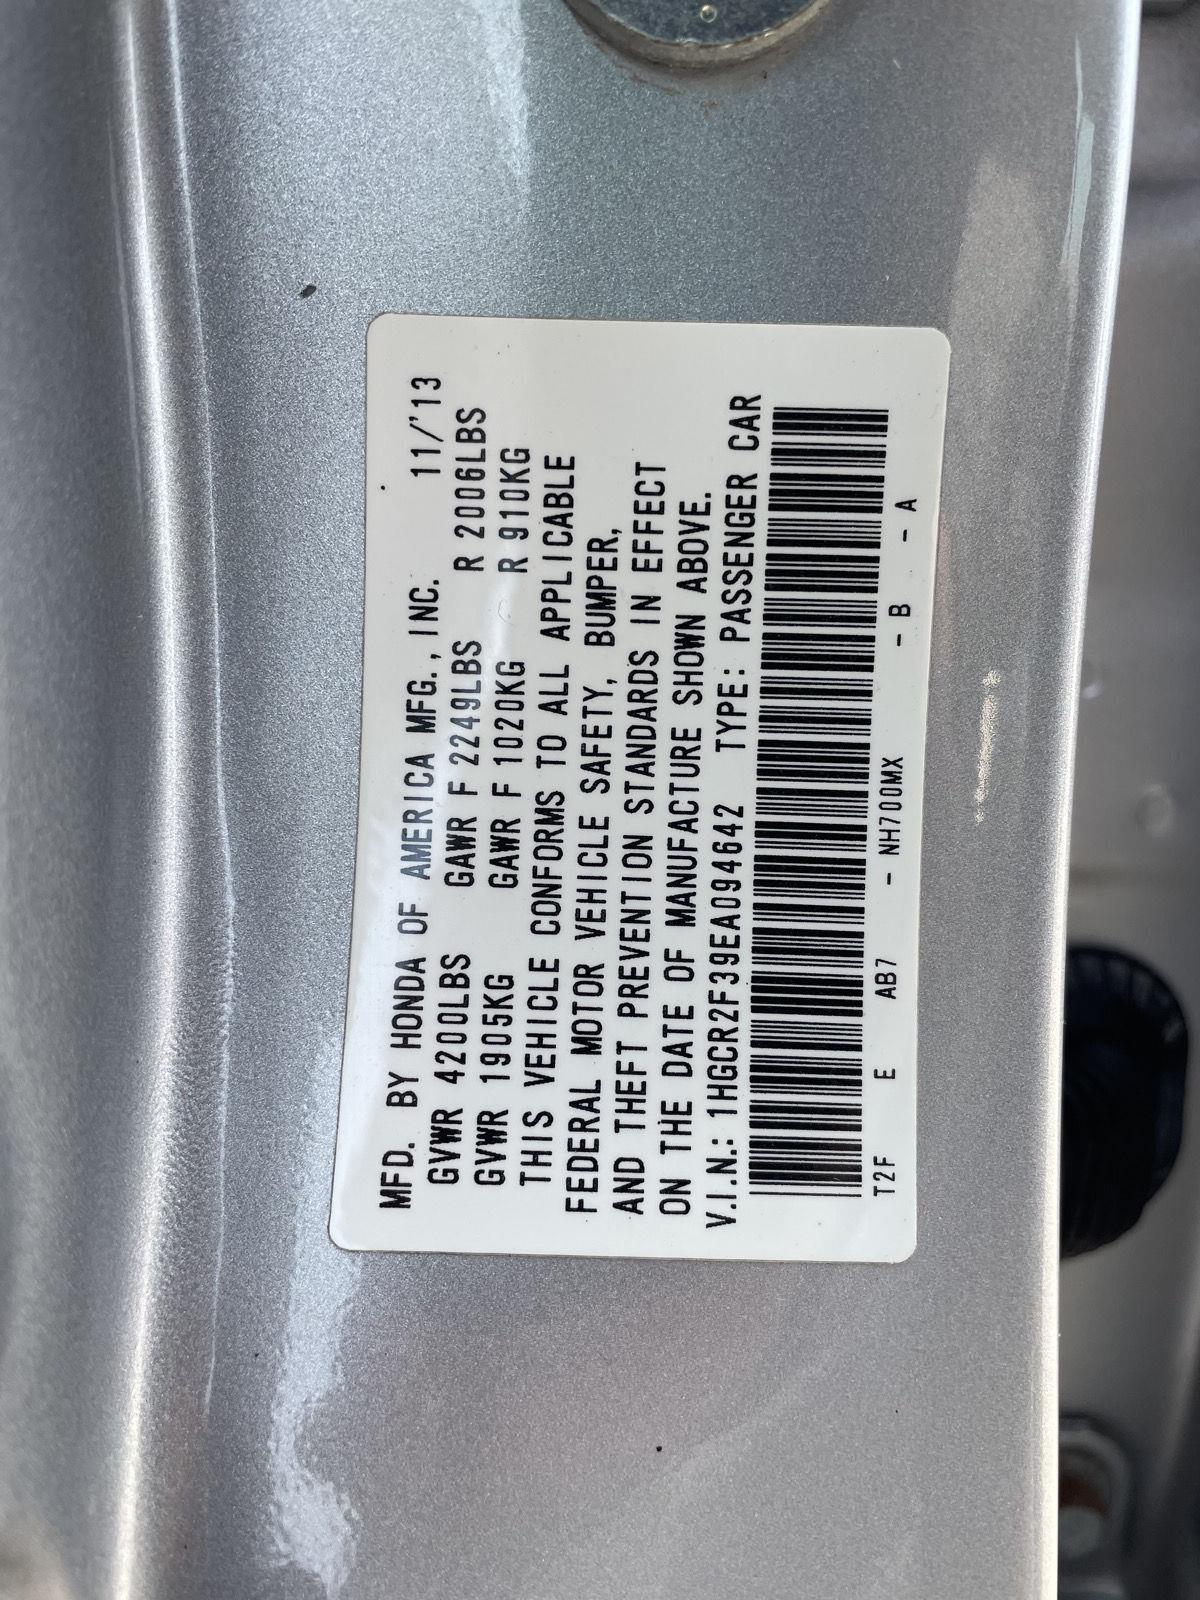 MFD. BY HONDA OF AMERICA MFG., INC. 11/'13
GVWR 4200LBS GAWR F 2249LBS R 2006LBS
GVWR 1905KG GAWR F 1020KG R 910KG
THIS VEHICLE CONFORMS TO ALL APPLICABLE
FEDERAL MOTOR VEHICLE SAFETY, BUMPER,
AND THEFT PREVENTION STANDARDS IN EFFECT
ON THE DATE OF MANUFACTURE SHOWN ABOVE.
V.I.N.: 1HGCR2F39EA094642 TYPE: PASSENGER CAR
T2F E AB7 - NH700MX - B - A